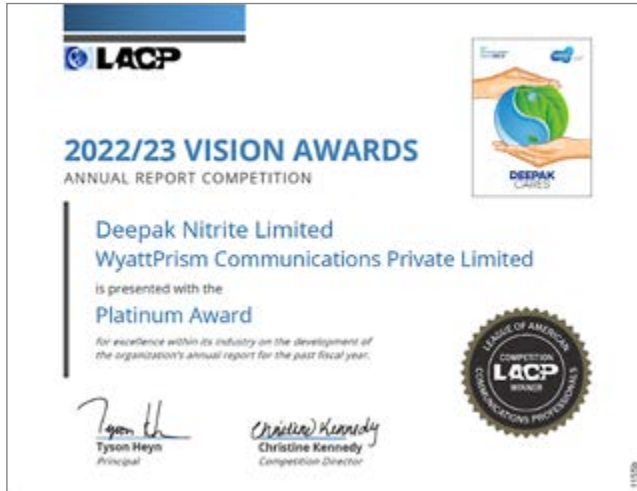 LACP
2022/23 VISION AWARDS
ANNUAL REPORT COMPETITION
DEEPAK
CARES
Deepak Nitrite Limited
WyattPrism Communications Private Limited
is presented with the
Platinum Award
for excellence within its industry on the development of
the organization's annual report for the past fiscal year.
LEAGUE OF AMERICAN
COMPETITION
LACP
WINNER
COMMUNICATIONS PROFESSIONALS
Christine Kennedy
Tyson Heyn
Principal
Christine Kennedy
Competition Director